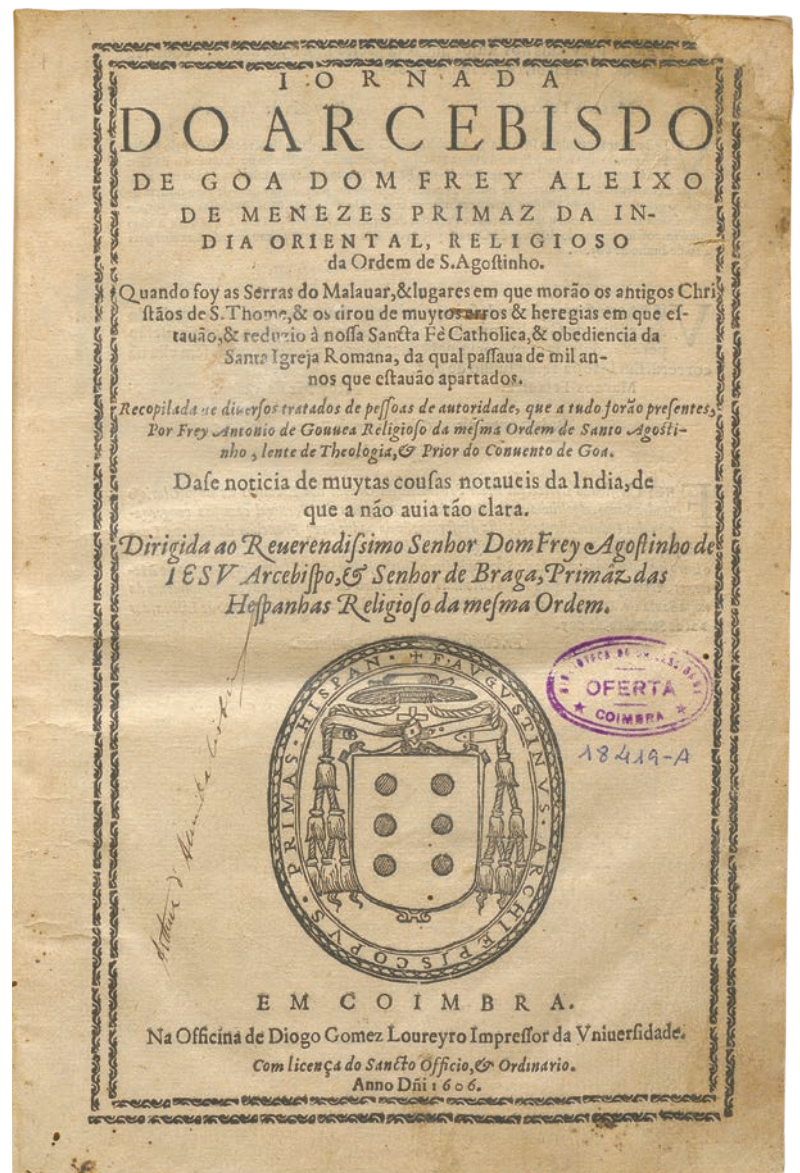 IORNADA
DO ARCEBISPO
DE GOA DOM FREY ALEIXO
DE MENEZES PRIMAZ DA IN-
DIA ORIENTAL, RELIGIOSO
da Ordem de S.Agoſtinho.
Quando foy as Serras do Malauar,&lugares em que morão os antigos Chri
ſtãos de S.Thome,& os tirou de muytos erros & heregias em que eſ-
tauão,& reduzio à noſſa Sancta Fè Catholica,& obediencia da
Santa Igreja Romana, da qual paſſaua de mil an-
nos que eſtauão apartados.
Recopilada de diuerſos tratados de peſſoas de autoridade, que a tudo forão preſentes,
Por Frey Antonio de Gouuea Religioſo da meſma Ordem de Santo Agoſti-
nho, lente de Theologia,& Prior do Conuento de Goa.
Daſe noticia de muytas couſas notaueis da India,de
que a não auia tão clara.
Dirigida ao Reuerendiſsimo Senhor Dom Frey Agoſtinho de
IESV Arcebiſpo,& Senhor de Braga,Primàz das
Heſpanhas Religioſo da meſma Ordem.
✝ F. AVGVSTINVS · ARCHIEPISCOPVS · PRIMAS · HISPAN ·
OFERTA
COIMBRA
18419-A
EM COIMBRA.
Na Officina de Diogo Gomez Loureyro Impreſſor da Vniuerſidade.
Com licença do Sancto Officio,& Ordinario.
Anno Dñi 1606.